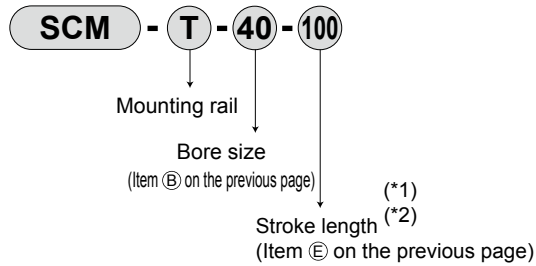 SCM - T - 40 - 100
Mounting rail
Bore size
(Item Ⓑ on the previous page)
(*1)
Stroke length (*2)
(Item Ⓔ on the previous page)